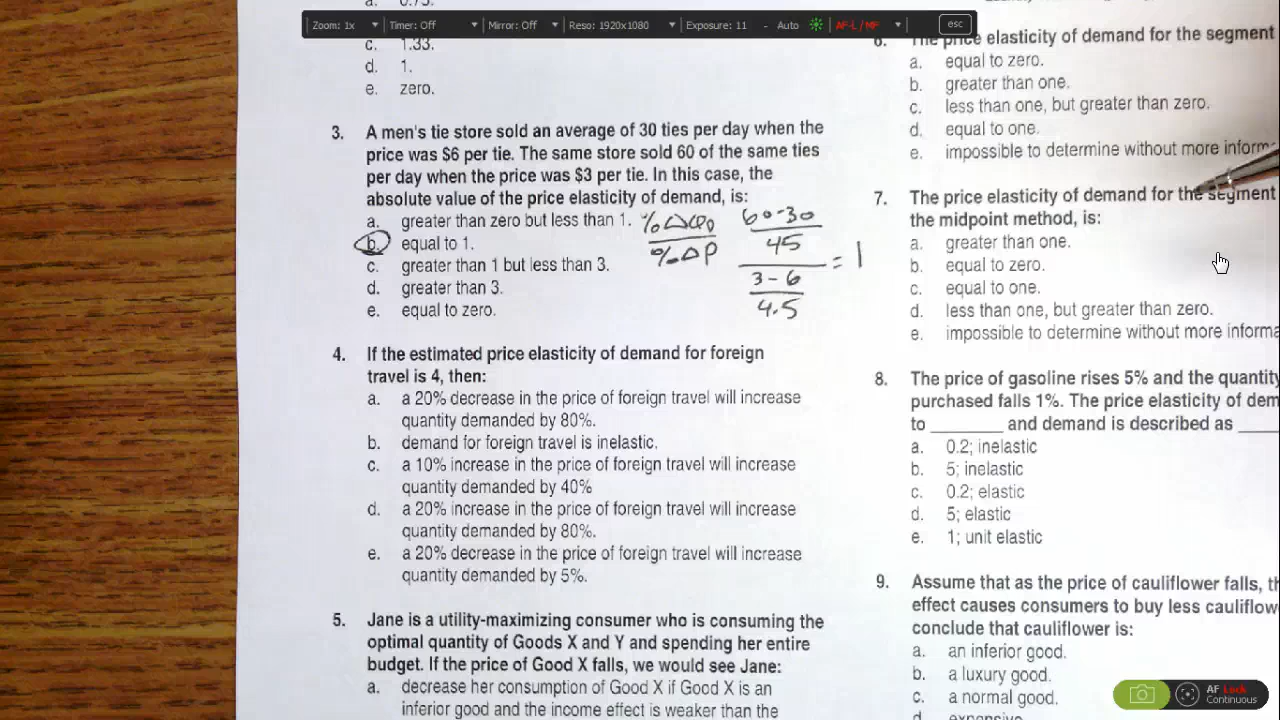 a. 0.75.
Zoom: 1x Timer: Off Mirror: Off Reso: 1920x1080 Exposure: 11 - Auto AF-L / MF esc
c. 1.33.
d. 1.
e. zero.
3. A men's tie store sold an average of 30 ties per day when the
price was $6 per tie. The same store sold 60 of the same ties
per day when the price was $3 per tie. In this case, the
absolute value of the price elasticity of demand, is:
a. greater than zero but less than 1.
b. equal to 1.
c. greater than 1 but less than 3.
d. greater than 3.
e. equal to zero.
%ΔQD
%ΔP
60-30
45
3-6
4.5
= 1
4. If the estimated price elasticity of demand for foreign
travel is 4, then:
a. a 20% decrease in the price of foreign travel will increase
quantity demanded by 80%.
b. demand for foreign travel is inelastic.
c. a 10% increase in the price of foreign travel will increase
quantity demanded by 40%
d. a 20% increase in the price of foreign travel will increase
quantity demanded by 80%.
e. a 20% decrease in the price of foreign travel will increase
quantity demanded by 5%.
5. Jane is a utility-maximizing consumer who is consuming the
optimal quantity of Goods X and Y and spending her entire
budget. If the price of Good X falls, we would see Jane:
a. decrease her consumption of Good X if Good X is an
inferior good and the income effect is weaker than the
6. The price elasticity of demand for the segment
a. equal to zero.
b. greater than one.
c. less than one, but greater than zero.
d. equal to one.
e. impossible to determine without more inform
7. The price elasticity of demand for the segment
the midpoint method, is:
a. greater than one.
b. equal to zero.
c. equal to one.
d. less than one, but greater than zero.
e. impossible to determine without more informa
8. The price of gasoline rises 5% and the quantity
purchased falls 1%. The price elasticity of dem
to ________ and demand is described as ____
a. 0.2; inelastic
b. 5; inelastic
c. 0.2; elastic
d. 5; elastic
e. 1; unit elastic
9. Assume that as the price of cauliflower falls, th
effect causes consumers to buy less cauliflow
conclude that cauliflower is:
a. an inferior good.
b. a luxury good.
c. a normal good.
d. expensive
AF Lock
Continuous